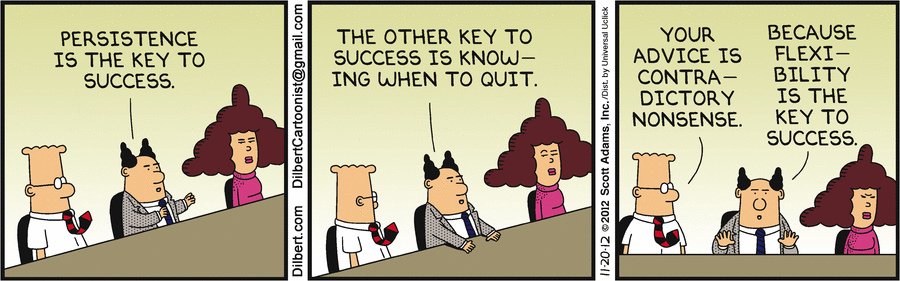 PERSISTENCE
IS THE KEY TO
SUCCESS.
Dilbert.com DilbertCartoonist@gmail.com
THE OTHER KEY TO
SUCCESS IS KNOW-
ING WHEN TO QUIT.
11-20-12 © 2012 Scott Adams, Inc. /Dist. by Universal Uclick
YOUR
ADVICE IS
CONTRA-
DICTORY
NONSENSE.
BECAUSE
FLEXI-
BILITY
IS THE
KEY TO
SUCCESS.